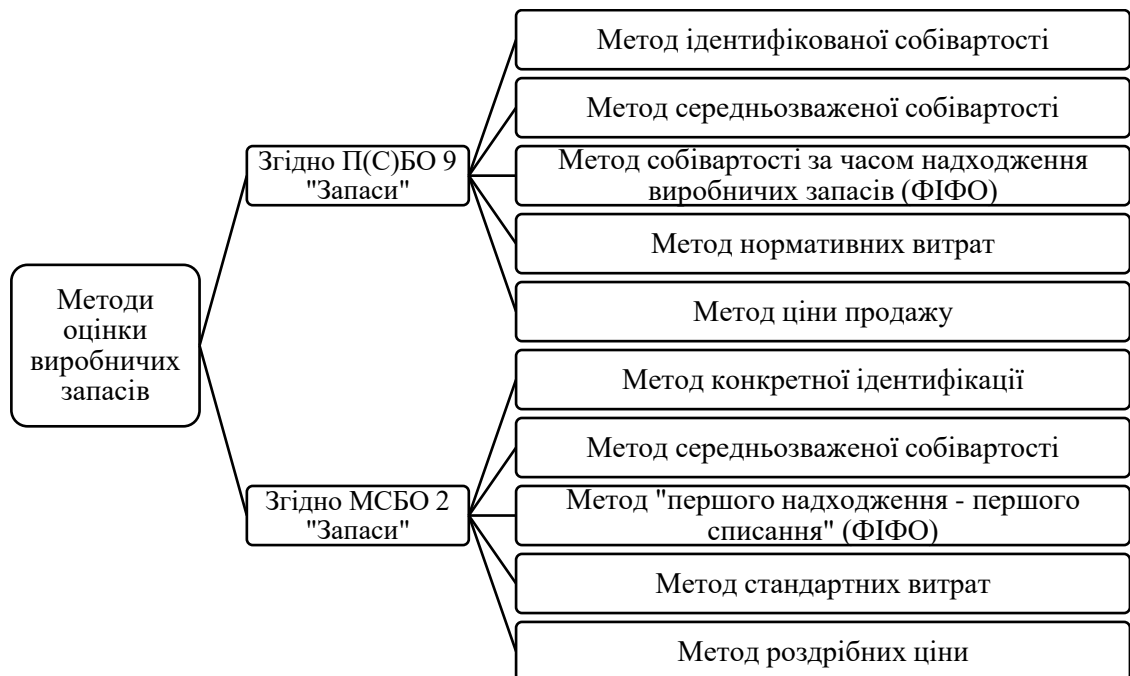 Методи
оцінки
виробничих
запасів
Згідно П(С)БО 9
"Запаси"
Метод ідентифікованої собівартості
Метод середньозваженої собівартості
Метод собівартості за часом надходження
виробничих запасів (ФІФО)
Метод нормативних витрат
Метод ціни продажу
Згідно МСБО 2
"Запаси"
Метод конкретної ідентифікації
Метод середньозваженої собівартості
Метод "першого надходження - першого
списання" (ФІФО)
Метод стандартних витрат
Метод роздрібних ціни